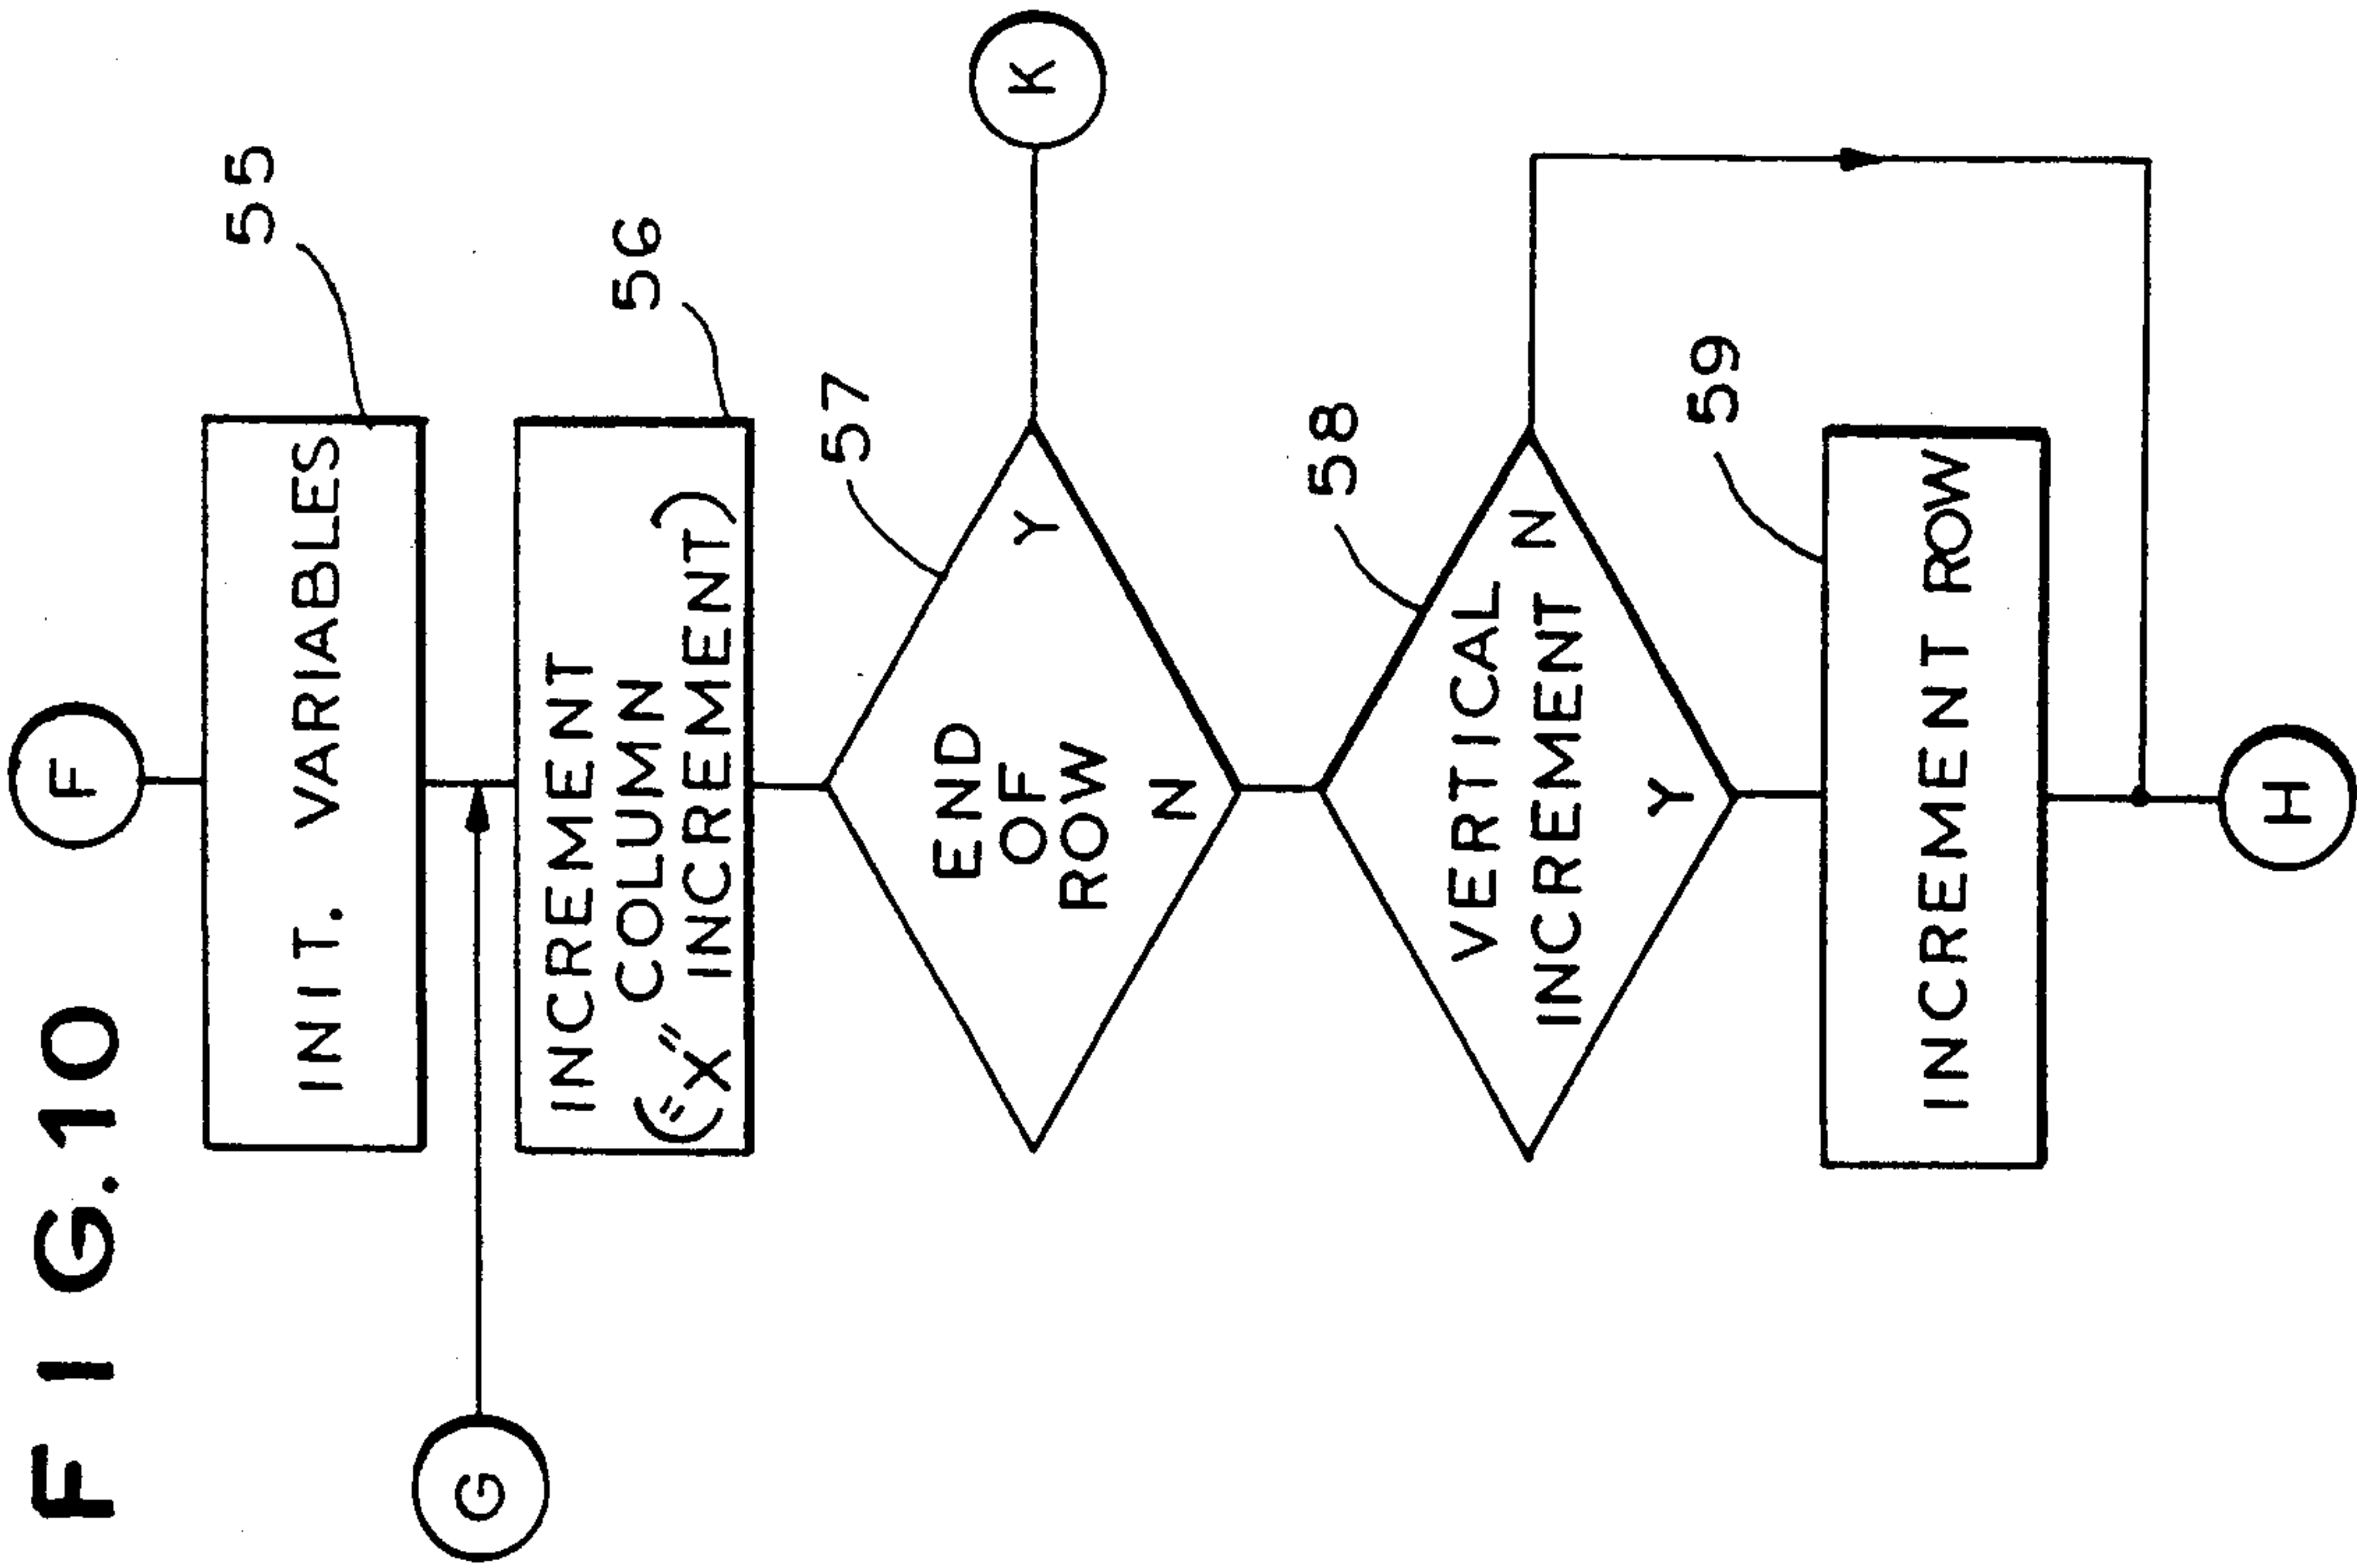 FIG. 10
F
INIT. VARIABLES
55
G
INCREMENT
COLUMN
("X" INCREMENT)
56
END
OF
ROW
Y
N
57
K
VERTICAL
INCREMENT
N
Y
58
INCREMENT ROW
59
H